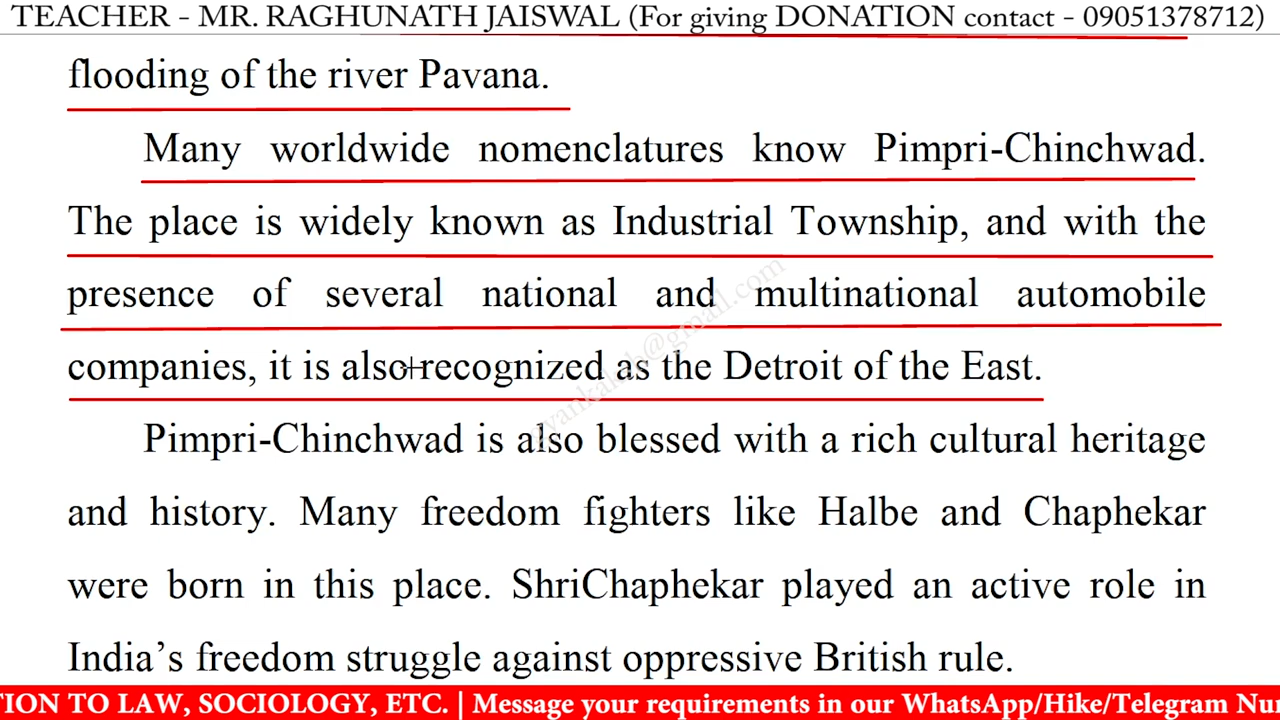 TEACHER - MR. RAGHUNATH JAISWAL (For giving DONATION contact - 09051378712)
flooding of the river Pavana.
Many worldwide nomenclatures know Pimpri-Chinchwad.
The place is widely known as Industrial Township, and with the
presence of several national and multinational automobile
companies, it is also recognized as the Detroit of the East.
Pimpri-Chinchwad is also blessed with a rich cultural heritage
and history. Many freedom fighters like Halbe and Chaphekar
were born in this place. ShriChaphekar played an active role in
India's freedom struggle against oppressive British rule.
TION TO LAW, SOCIOLOGY, ETC. | Message your requirements in our WhatsApp/Hike/Telegram Nu